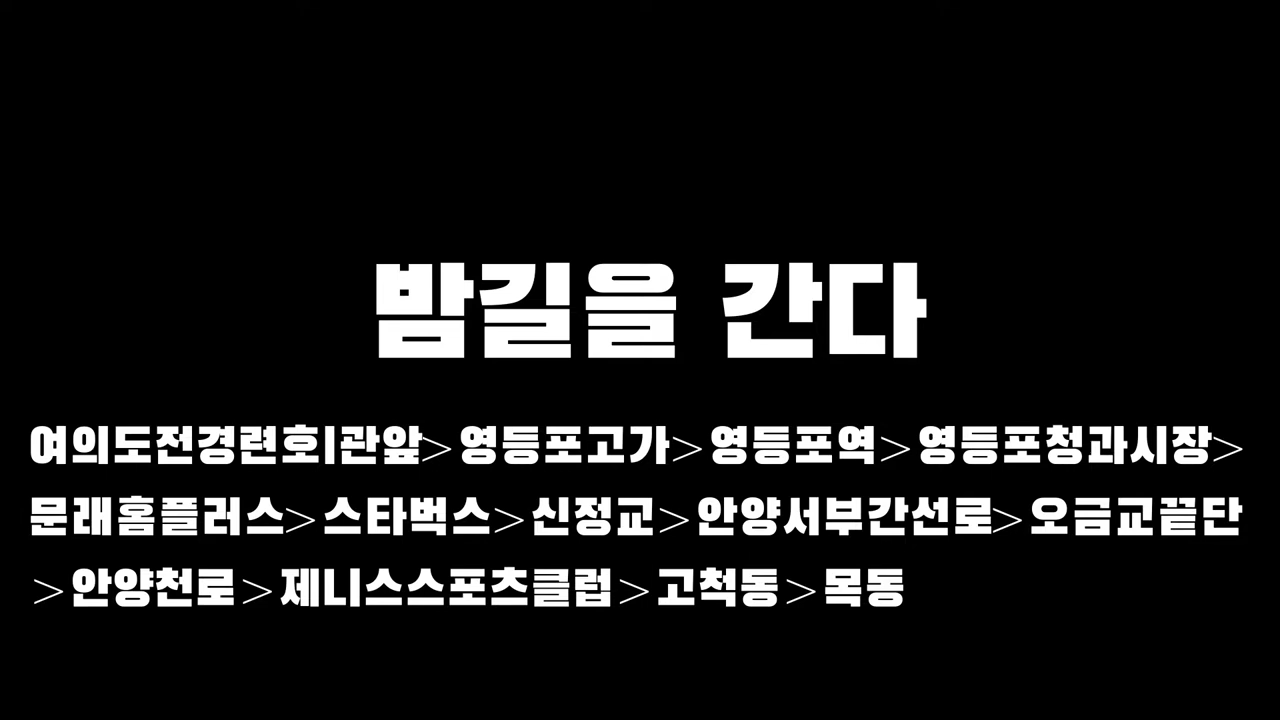 밤길을 간다
여의도전경련회관앞> 영등포고가> 영등포역> 영등포청과시장>
문래홈플러스> 스타벅스> 신정교> 안양서부간선로> 오금교끝단
> 안양천로> 제니스스포츠클럽> 고척동> 목동